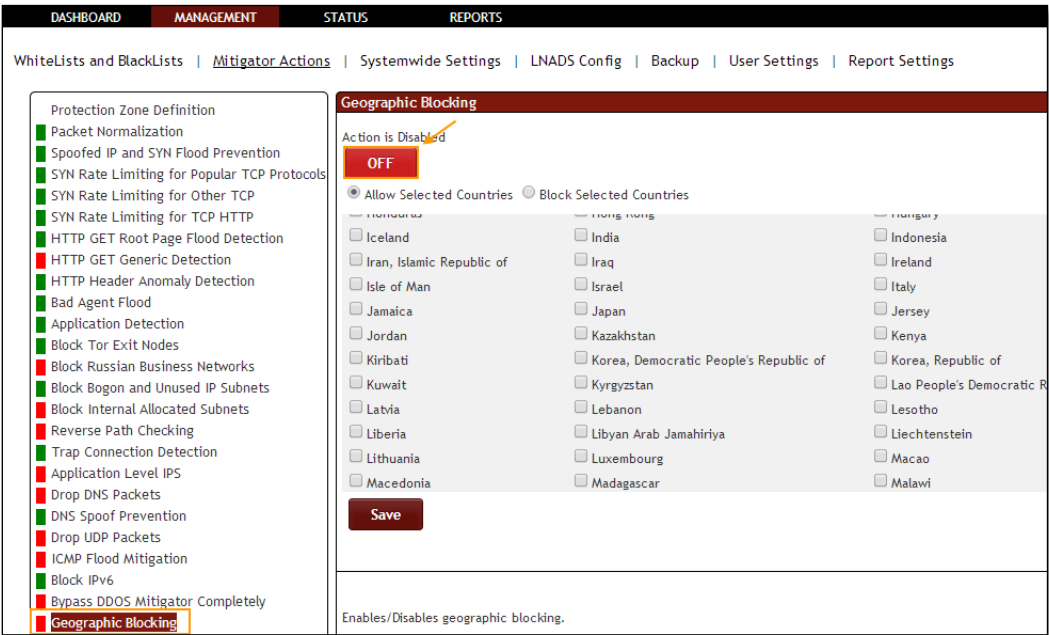 DASHBOARD MANAGEMENT STATUS REPORTS
WhiteLists and BlackLists | Mitigator Actions | Systemwide Settings | LNADS Config | Backup | User Settings | Report Settings
Protection Zone Definition
Packet Normalization
Spoofed IP and SYN Flood Prevention
SYN Rate Limiting for Popular TCP Protocols
SYN Rate Limiting for Other TCP
SYN Rate Limiting for TCP HTTP
HTTP GET Root Page Flood Detection
HTTP GET Generic Detection
HTTP Header Anomaly Detection
Bad Agent Flood
Application Detection
Block Tor Exit Nodes
Block Russian Business Networks
Block Bogon and Unused IP Subnets
Block Internal Allocated Subnets
Reverse Path Checking
Trap Connection Detection
Application Level IPS
Drop DNS Packets
DNS Spoof Prevention
Drop UDP Packets
ICMP Flood Mitigation
Block IPv6
Bypass DDOS Mitigator Completely
Geographic Blocking
Geographic Blocking
Action is Disabled
OFF
Allow Selected Countries Block Selected Countries
Honduras Hong Kong Hungary
Iceland India Indonesia
Iran, Islamic Republic of Iraq Ireland
Isle of Man Israel Italy
Jamaica Japan Jersey
Jordan Kazakhstan Kenya
Kiribati Korea, Democratic People's Republic of Korea, Republic of
Kuwait Kyrgyzstan Lao People's Democratic R
Latvia Lebanon Lesotho
Liberia Libyan Arab Jamahiriya Liechtenstein
Lithuania Luxembourg Macao
Macedonia Madagascar Malawi
Save
Enables/Disables geographic blocking.